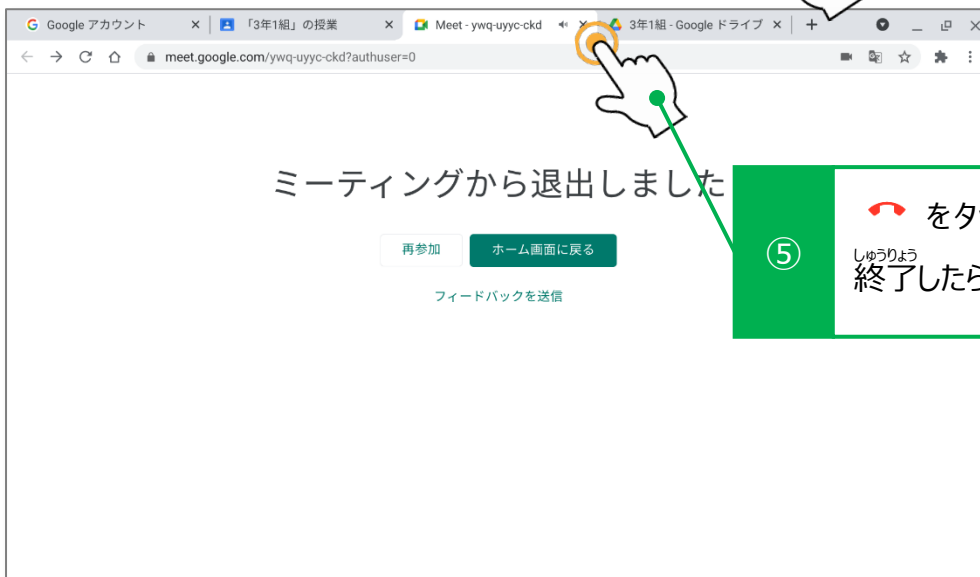 Google アカウント
「3年1組」の授業
Meet - ywq-uyyc-ckd
3年1組 - Google ドライブ
meet.google.com/ywq-uyyc-ckd?authuser=0
ミーティングから退出しました
再参加
ホーム画面に戻る
フィードバックを送信
⑤
をタ
しゅうりょう
終了したら